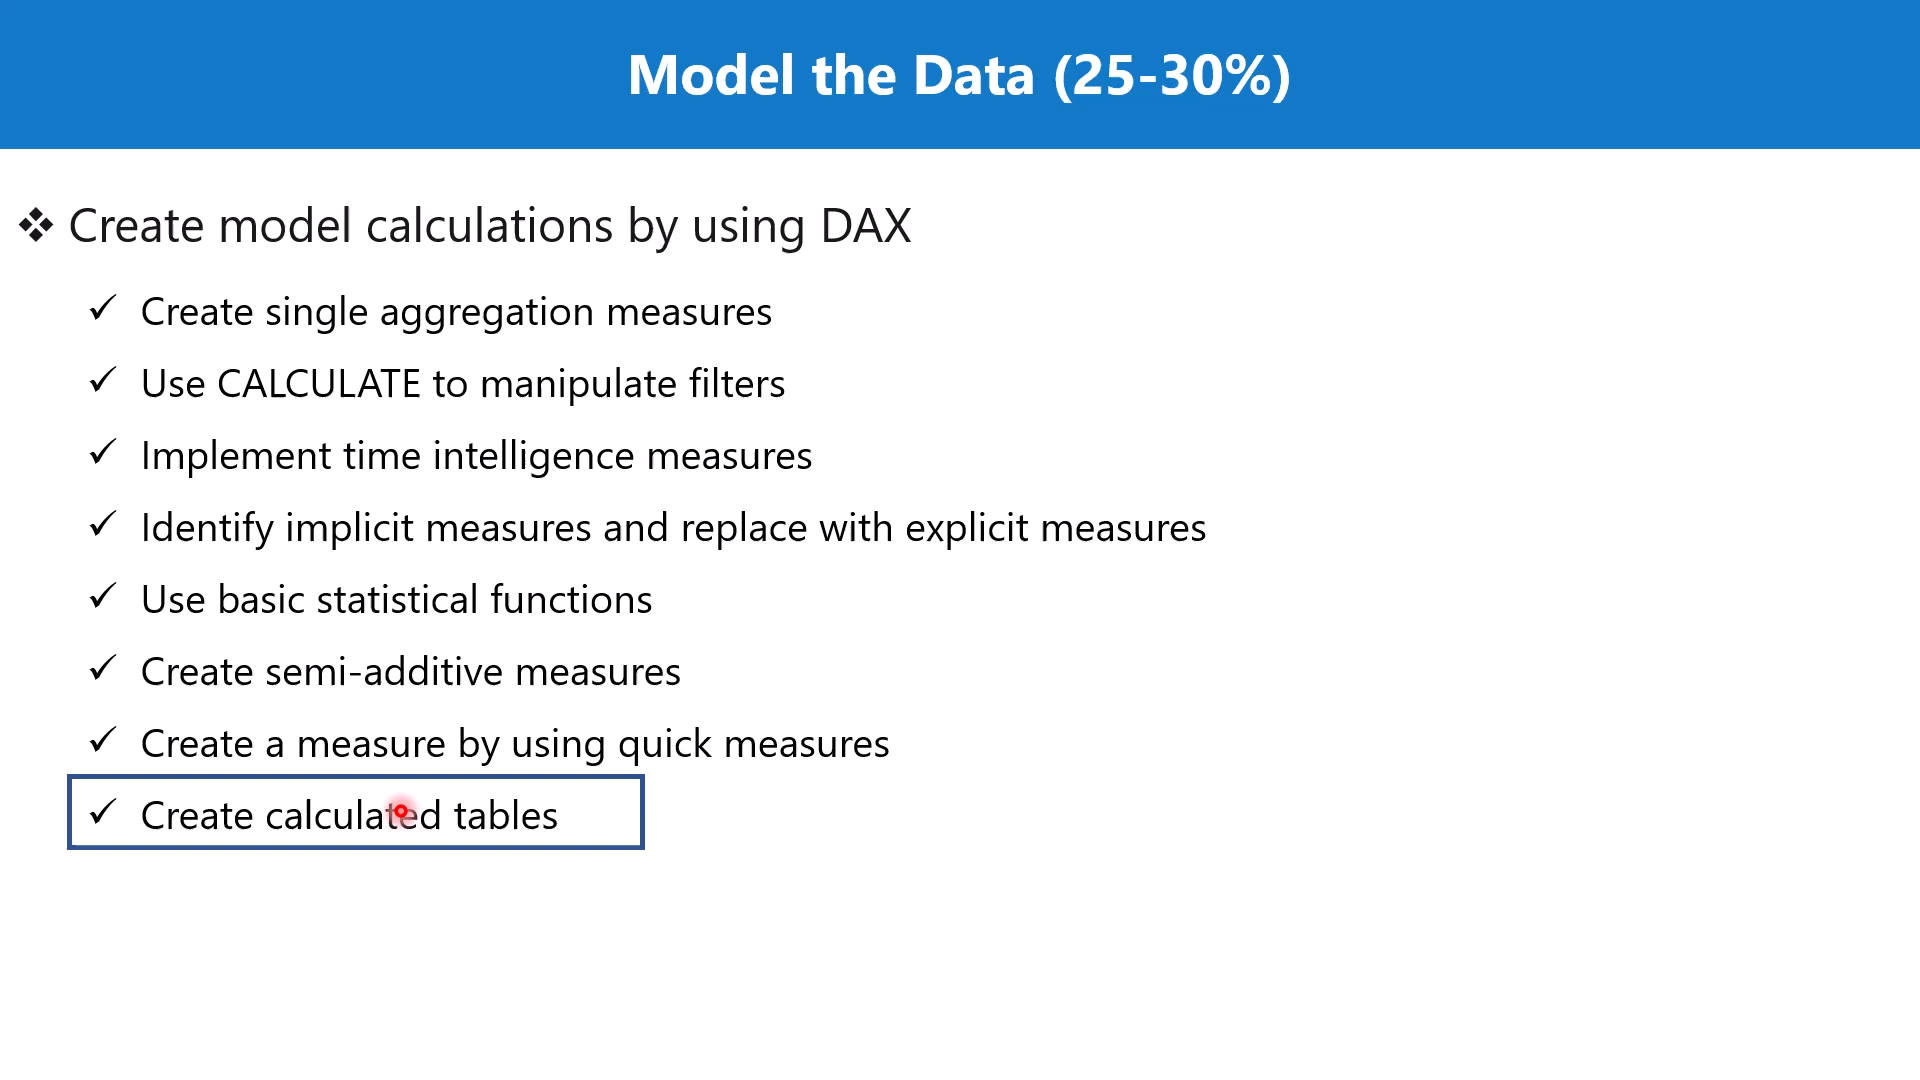 Model the Data (25-30%)
❖ Create model calculations by using DAX
✓ Create single aggregation measures
✓ Use CALCULATE to manipulate filters
✓ Implement time intelligence measures
✓ Identify implicit measures and replace with explicit measures
✓ Use basic statistical functions
✓ Create semi-additive measures
✓ Create a measure by using quick measures
✓ Create calculated tables